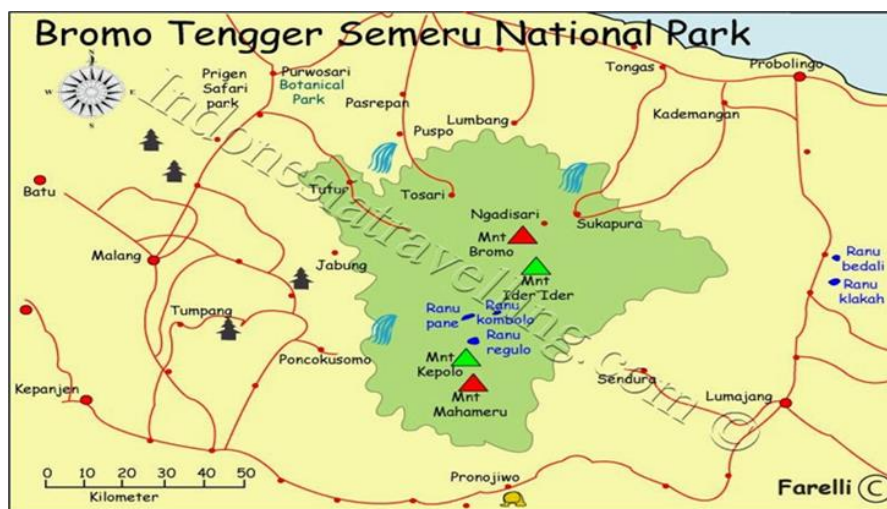 Bromo Tengger Semeru National Park
N
W
E
S
Prigen
Safari
park
Purwosari
Botanical
Park
Pasrepan
Puspo
Lumbang
Tongas
Probolingo
Kademangan
Batu
Tutur
Tosari
Ngadisari
Sukapura
Mnt
Bromo
Malang
Jabung
Mnt
Ider Ider
Ranu
bedali
Ranu
klakah
Tumpang
Ranu
pane
Ranu
kombolo
Ranu
regulo
Poncokusomo
Mnt
Kepolo
Mnt
Mahameru
Sendura
Kepanjen
Lumajang
0 10 20 30 40 50
Kilometer
Pronojiwo
Farelli ©
Indonesiatravelling.com ©